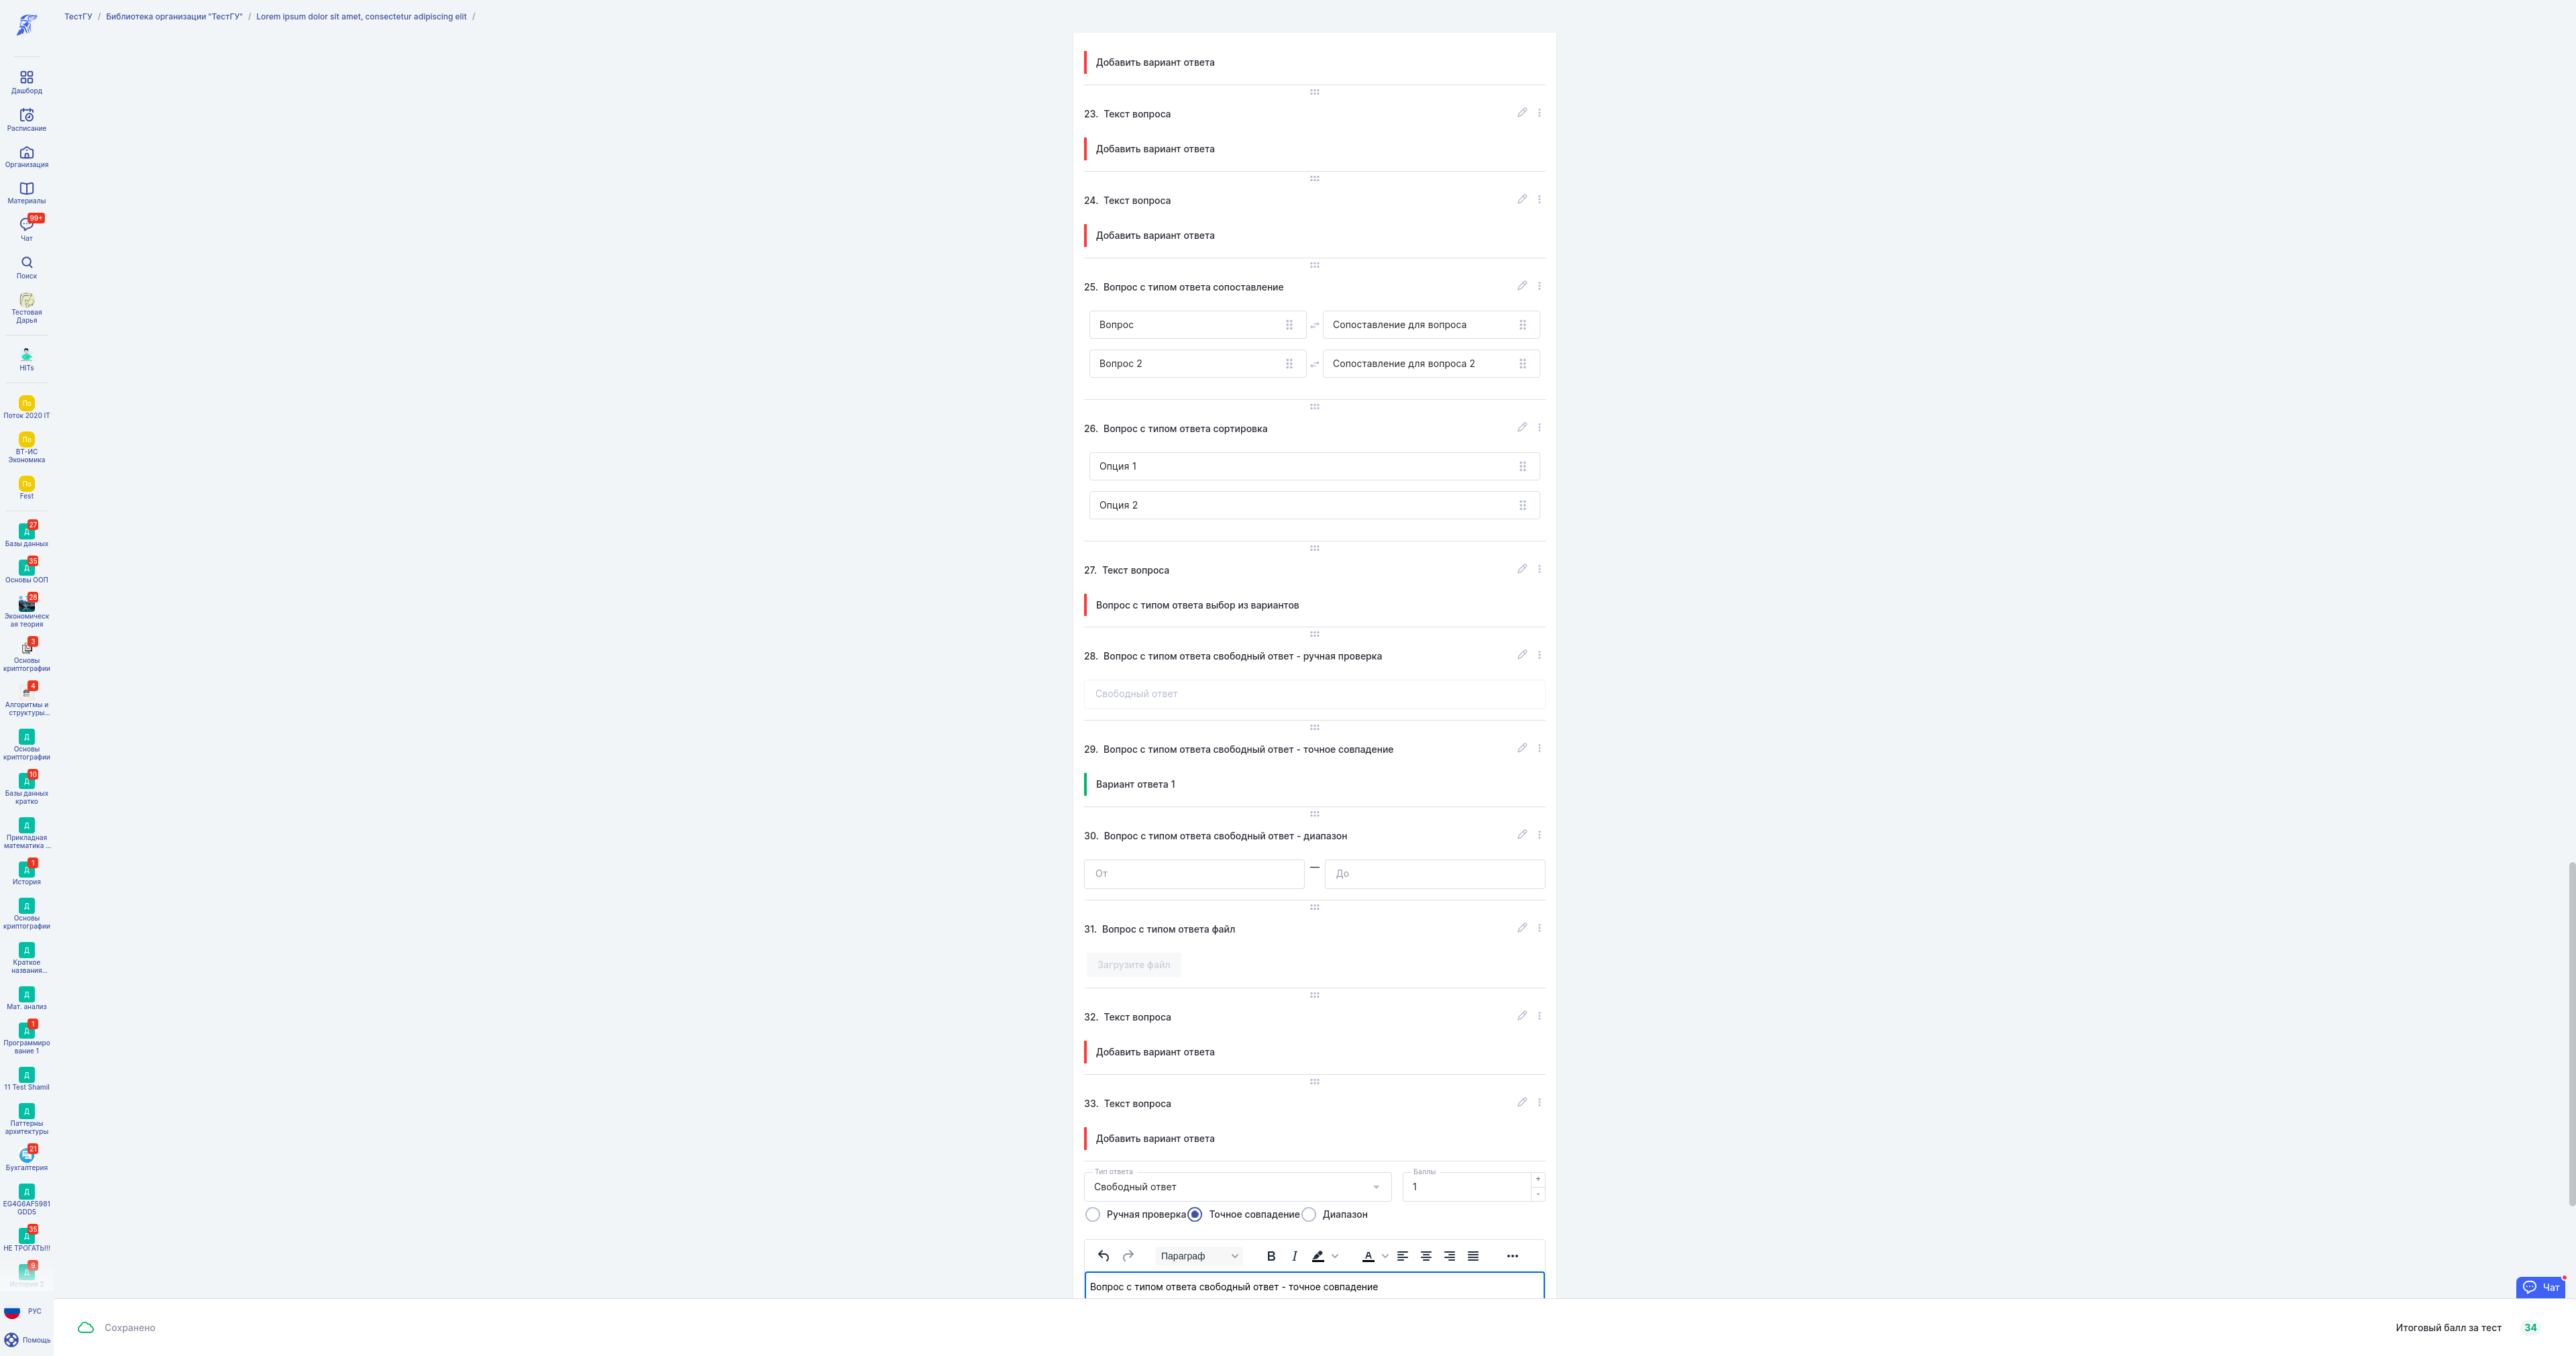 ТестГУ / Библиотека организации "ТестГУ" / Lorem ipsum dolor sit amet, consectetur adipiscing elit /
Дашборд
Расписание
Организация
Материалы
99+
Чат
Поиск
Тестовая
Дарья
HITs
По
Поток 2020 IT
По
ВТ-ИС
Экономика
По
Fest
27
Д
Базы данных
35
Д
Основы ООП
28
Экономическ
ая теория
3
Основы
криптографии
4
Алгоритмы и
структуры...
Д
Основы
криптографии
10
Д
Базы данных
кратко
Д
Прикладная
математика ...
1
Д
История
Д
Основы
криптографии
Д
Краткое
названия...
Д
Мат. анализ
1
Д
Программиро
вание 1
Д
11 Test Shamil
Д
Паттерны
архитектуры
21
Бухгалтерия
Д
EG4G6AF5981
GDD5
35
Д
НЕ ТРОГАТЬ!!!
9
Д
История 2
РУС
Помощь
Добавить вариант ответа
23. Текст вопроса
Добавить вариант ответа
24. Текст вопроса
Добавить вариант ответа
25. Вопрос с типом ответа сопоставление
Вопрос
Сопоставление для вопроса
Вопрос 2
Сопоставление для вопроса 2
26. Вопрос с типом ответа сортировка
Опция 1
Опция 2
27. Текст вопроса
Вопрос с типом ответа выбор из вариантов
28. Вопрос с типом ответа свободный ответ - ручная проверка
Свободный ответ
29. Вопрос с типом ответа свободный ответ - точное совпадение
Вариант ответа 1
30. Вопрос с типом ответа свободный ответ - диапазон
От
—
До
31. Вопрос с типом ответа файл
Загрузите файл
32. Текст вопроса
Добавить вариант ответа
33. Текст вопроса
Добавить вариант ответа
Тип ответа
Свободный ответ
Баллы
1
+
-
Ручная проверка
Точное совпадение
Диапазон
Параграф
B
I
A
Вопрос с типом ответа свободный ответ - точное совпадение
Чат
Сохранено
Итоговый балл за тест 34